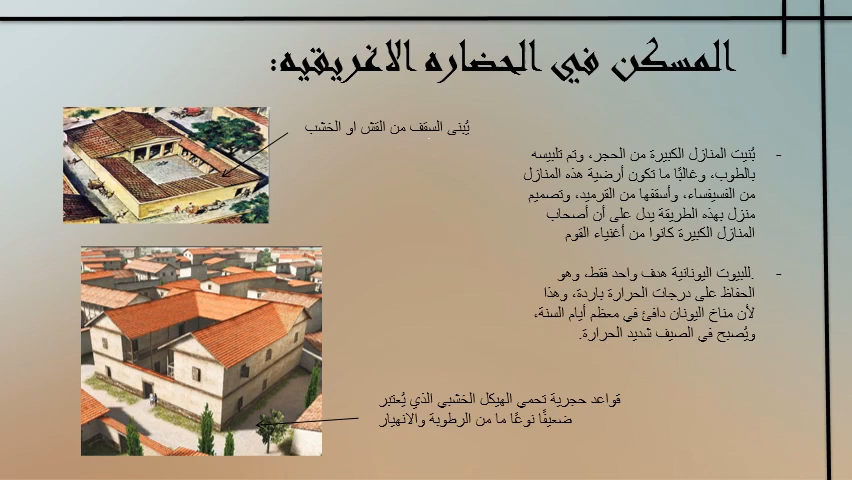 المسكن في الحضاره الاغريقيه:
يُبنى السقف من القش او الخشب
- بُنيت المنازل الكبيرة من الحجر، وتم تلبيسه
بالطوب، وغالبًا ما تكون أرضية هذه المنازل
من الفسيفساء، وأسقفها من القرميد، وتصميم
منزل بهذه الطريقة يدل على أن أصحاب
المنازل الكبيرة كانوا من أغنياء القوم
- .للبيوت اليونانية هدف واحد فقط، وهو
الحفاظ على درجات الحرارة باردة، وهذا
لأن مناخ اليونان دافئ في معظم أيام السنة،
ويُصبح في الصيف شديد الحرارة.
قواعد حجرية تحمي الهيكل الخشبي الذي يُعتبر
ضعيفًا نوعًا ما من الرطوبة والانهيار